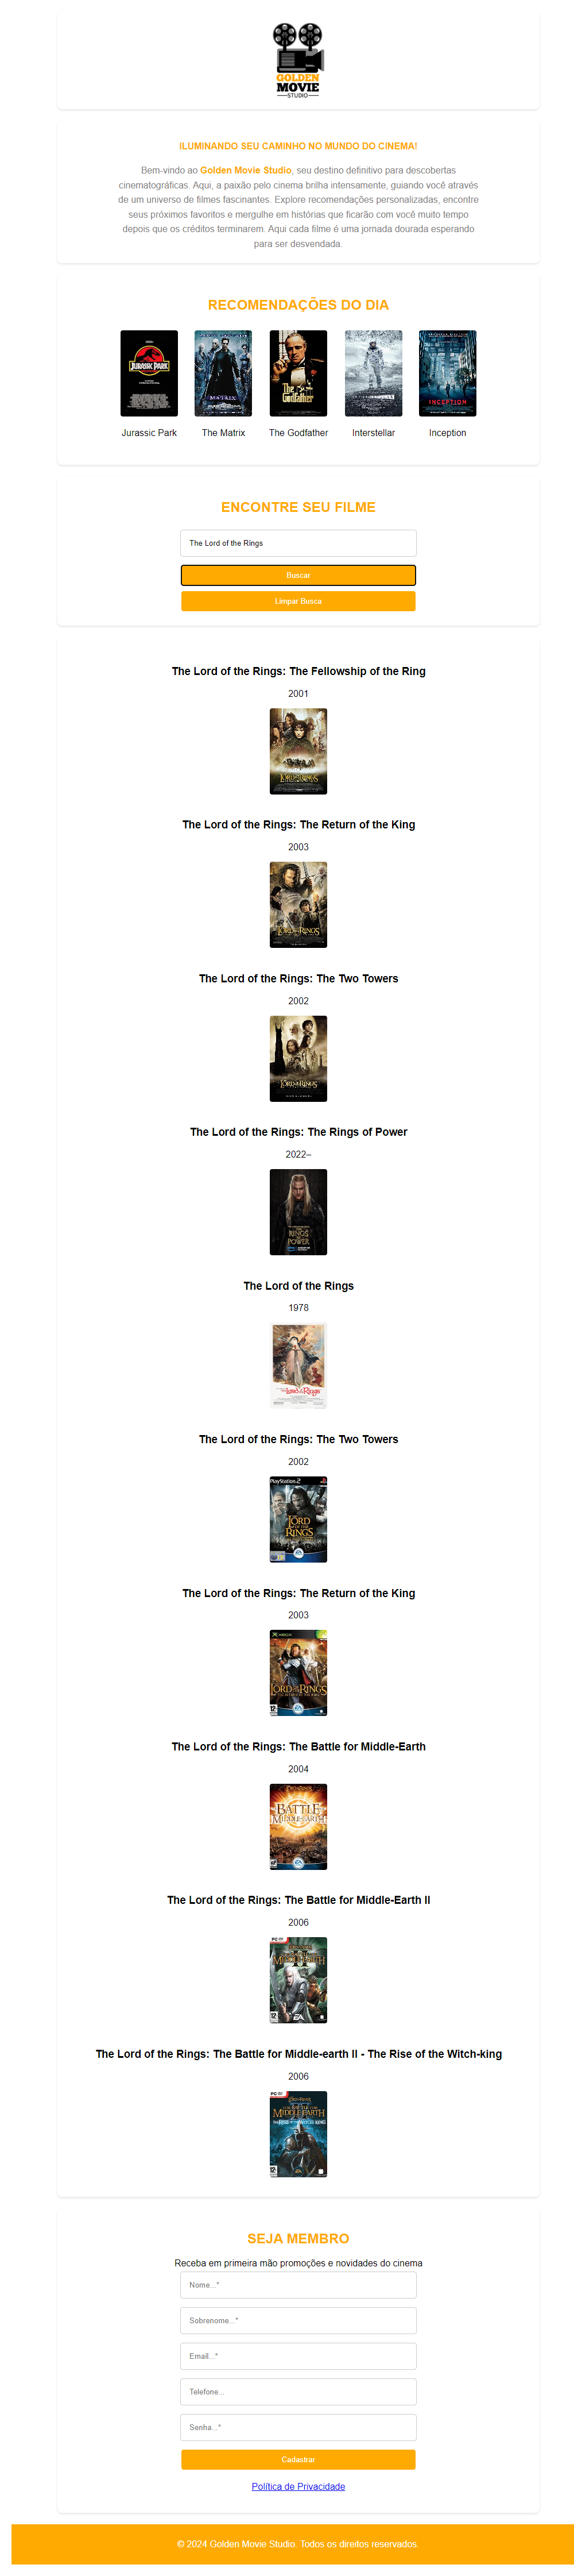 GOLDEN
MOVIE
STUDIO
ILUMINANDO SEU CAMINHO NO MUNDO DO CINEMA!
Bem-vindo ao Golden Movie Studio, seu destino definitivo para descobertas
cinematográficas. Aqui, a paixão pelo cinema brilha intensamente, guiando você através
de um universo de filmes fascinantes. Explore recomendações personalizadas, encontre
seus próximos favoritos e mergulhe em histórias que ficarão com você muito tempo
depois que os créditos terminarem. Aqui cada filme é uma jornada dourada esperando
para ser desvendada.
RECOMENDAÇÕES DO DIA
JURASSIC PARK
MATRIX
The Godfather
INCEPTION
Jurassic Park
The Matrix
The Godfather
Interstellar
Inception
ENCONTRE SEU FILME
The Lord of the Rings
Buscar
Limpar Busca
The Lord of the Rings: The Fellowship of the Ring
2001
The Lord of the Rings: The Return of the King
2003
The Lord of the Rings: The Two Towers
2002
The Lord of the Rings: The Rings of Power
2022–
The Lord of the Rings
1978
The Lord of the Rings: The Two Towers
2002
PlayStation 2
The Lord of the Rings: The Return of the King
2003
The Lord of the Rings: The Battle for Middle-Earth
2004
The Lord of the Rings: The Battle for Middle-Earth II
2006
The Lord of the Rings: The Battle for Middle-earth II - The Rise of the Witch-king
2006
SEJA MEMBRO
Receba em primeira mão promoções e novidades do cinema
Nome...*
Sobrenome...*
Email...*
Telefone...
Senha...*
Cadastrar
Política de Privacidade
© 2024 Golden Movie Studio. Todos os direitos reservados.